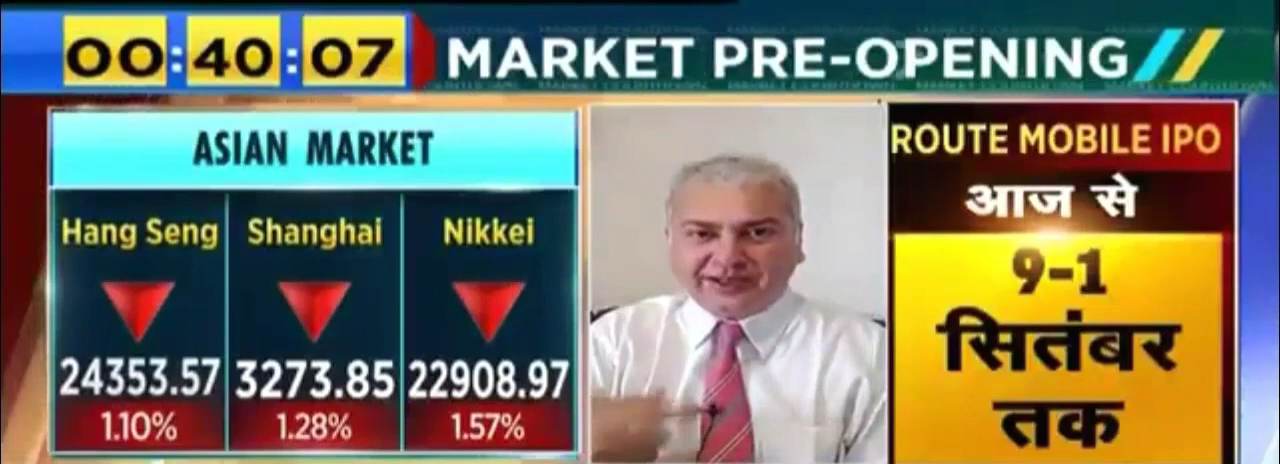 00:40:07 MARKET PRE-OPENING
ASIAN MARKET
Hang Seng Shanghai Nikkei
24353.57 3273.85 22908.97
1.10% 1.28% 1.57%
ROUTE MOBILE IPO
आज से
9-1
सितंबर
तक